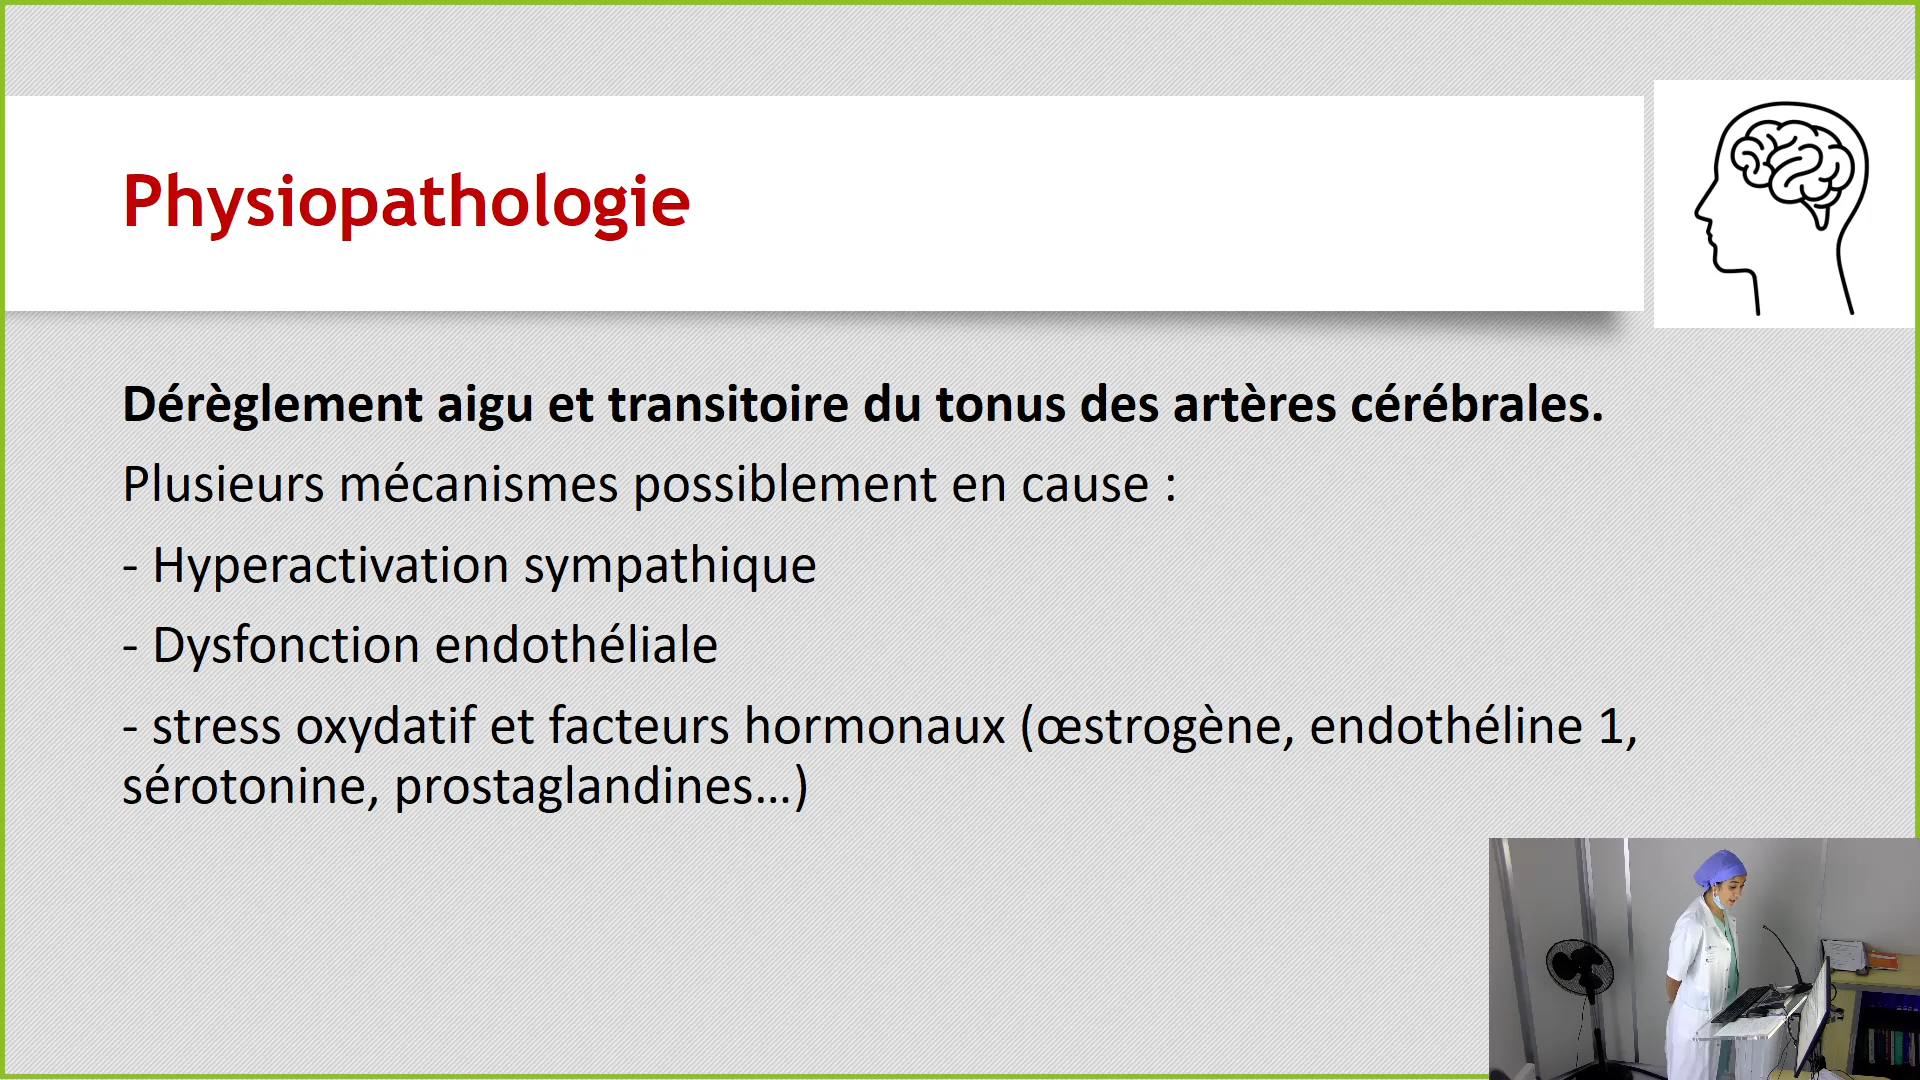 Physiopathologie
Dérèglement aigu et transitoire du tonus des artères cérébrales.
Plusieurs mécanismes possiblement en cause :
- Hyperactivation sympathique
- Dysfonction endothéliale
- stress oxydatif et facteurs hormonaux (œstrogène, endothéline 1,
sérotonine, prostaglandines...)